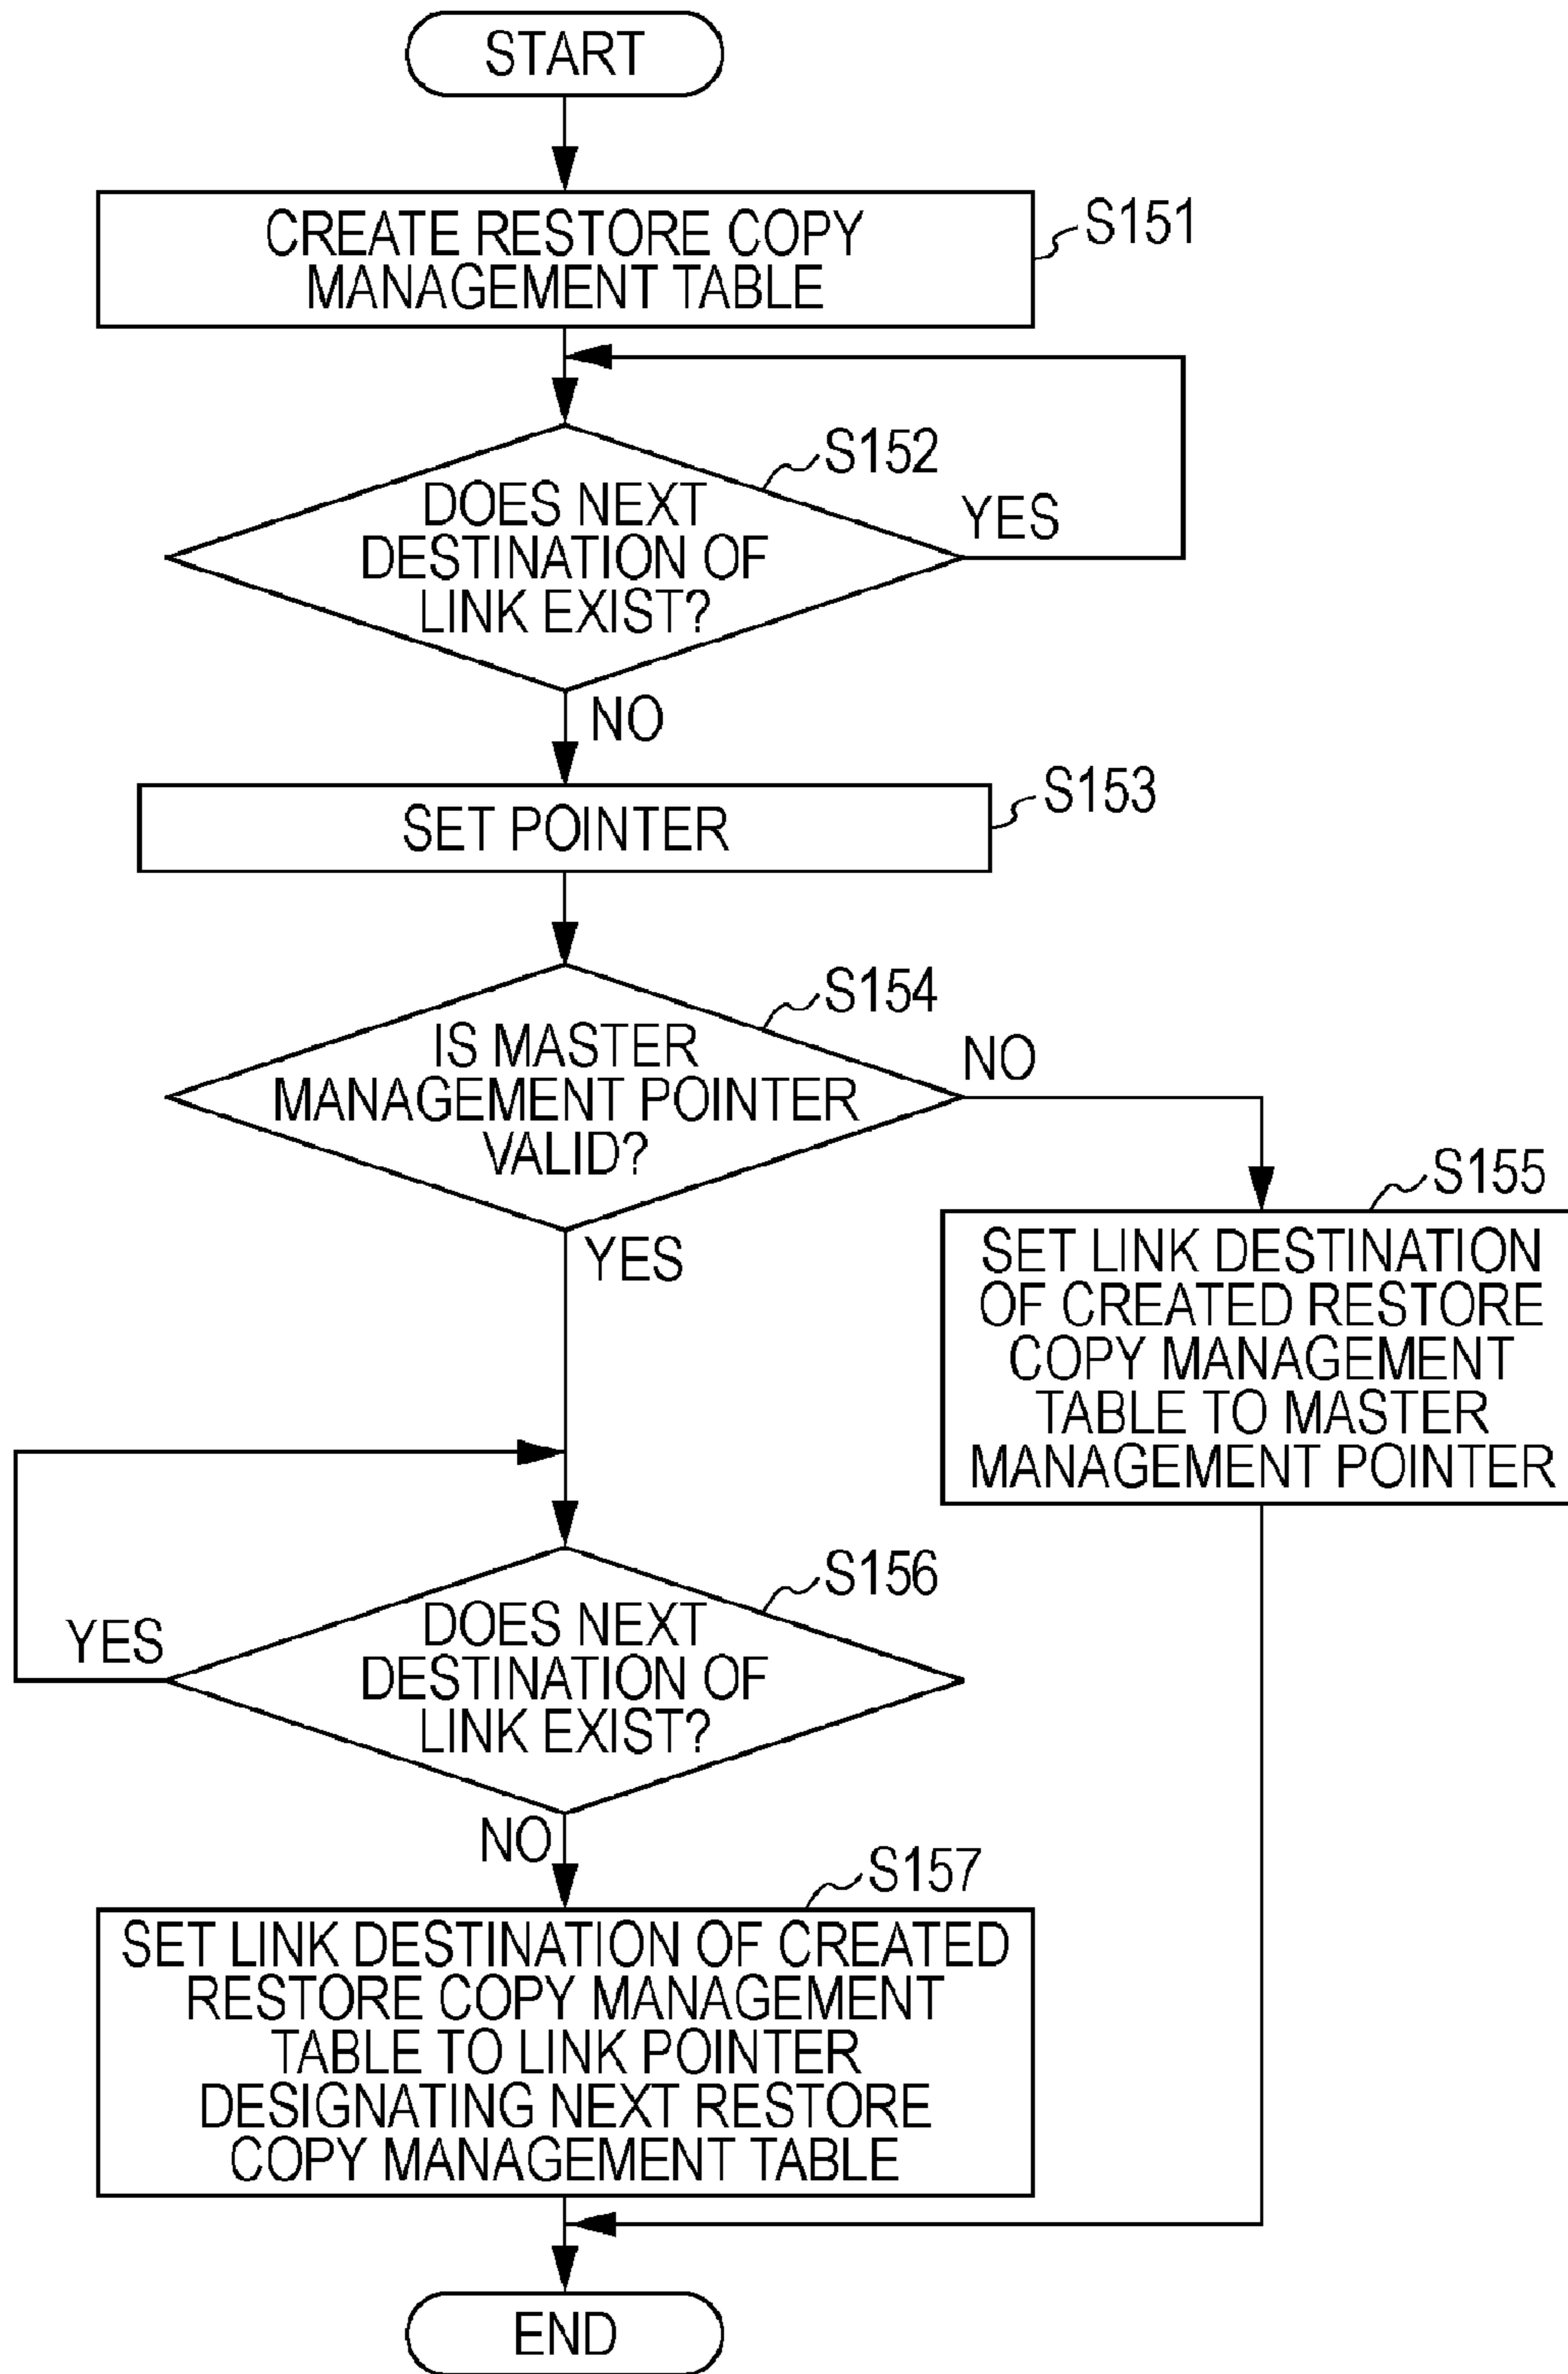 START
CREATE RESTORE COPY
MANAGEMENT TABLE
S151
S152
DOES NEXT
DESTINATION OF
LINK EXIST?
YES
NO
SET POINTER
S153
S154
IS MASTER
MANAGEMENT POINTER
VALID?
NO
YES
S155
SET LINK DESTINATION
OF CREATED RESTORE
COPY MANAGEMENT
TABLE TO MASTER
MANAGEMENT POINTER
S156
DOES NEXT
DESTINATION OF
LINK EXIST?
YES
NO
S157
SET LINK DESTINATION OF CREATED
RESTORE COPY MANAGEMENT
TABLE TO LINK POINTER
DESIGNATING NEXT RESTORE
COPY MANAGEMENT TABLE
END